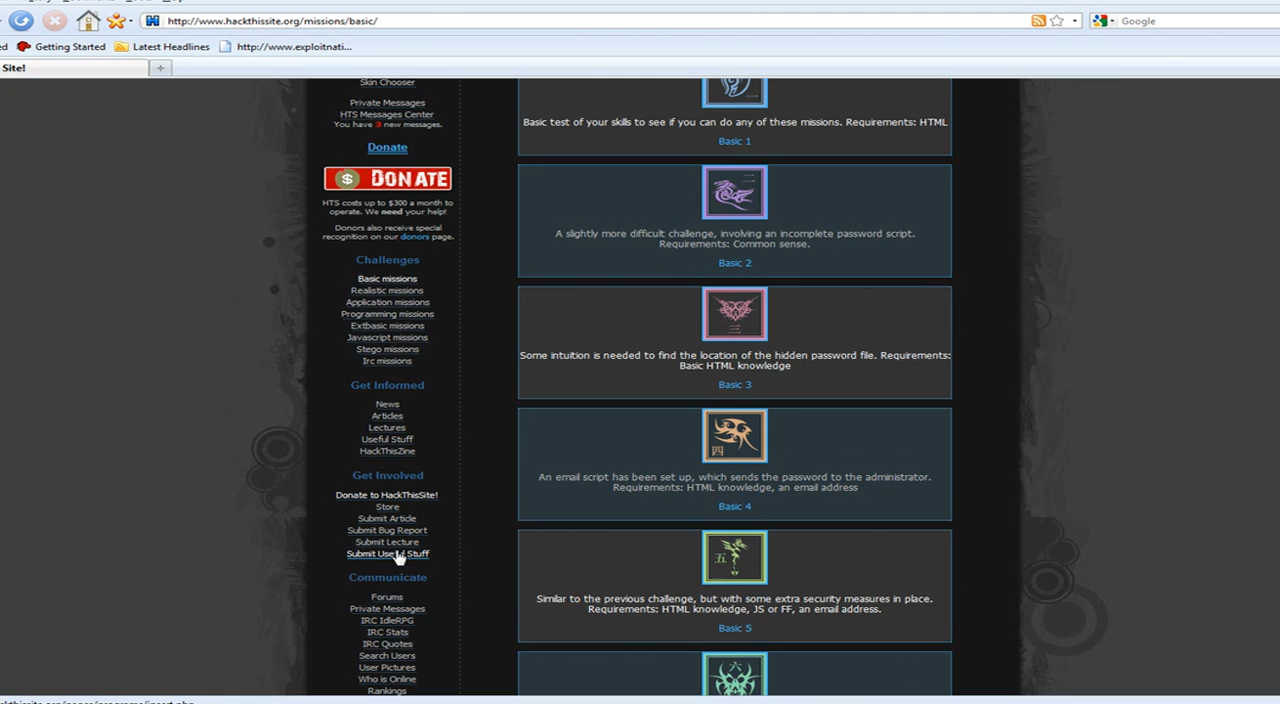 http://www.hackthissite.org/missions/basic/
Google
Getting Started
Latest Headlines
http://www.exploitnati...
Site!
Skin Chooser
Private Messages
HTS Messages Center
You have 3 new messages.
Donate
$ DONATE
HTS costs up to $300 a month to
operate. We need your help!
Donors also receive special
recognition on our donors page.
Challenges
Basic missions
Realistic missions
Application missions
Programming missions
Extbasic missions
Javascript missions
Stego missions
Irc missions
Get Informed
News
Articles
Lectures
Useful Stuff
HackThisZine
Get Involved
Donate to HackThisSite!
Store
Submit Article
Submit Bug Report
Submit Lecture
Submit Useful Stuff
Communicate
Forums
Private Messages
IRC IdleRPG
IRC Stats
IRC Quotes
Search Users
User Pictures
Who is Online
Rankings
Basic test of your skills to see if you can do any of these missions. Requirements: HTML
Basic 1
二
A slightly more difficult challenge, involving an incomplete password script.
Requirements: Common sense.
Basic 2
三
Some intuition is needed to find the location of the hidden password file. Requirements:
Basic HTML knowledge
Basic 3
四
An email script has been set up, which sends the password to the administrator.
Requirements: HTML knowledge, an email address
Basic 4
五
Similar to the previous challenge, but with some extra security measures in place.
Requirements: HTML knowledge, JS or FF, an email address.
Basic 5
六